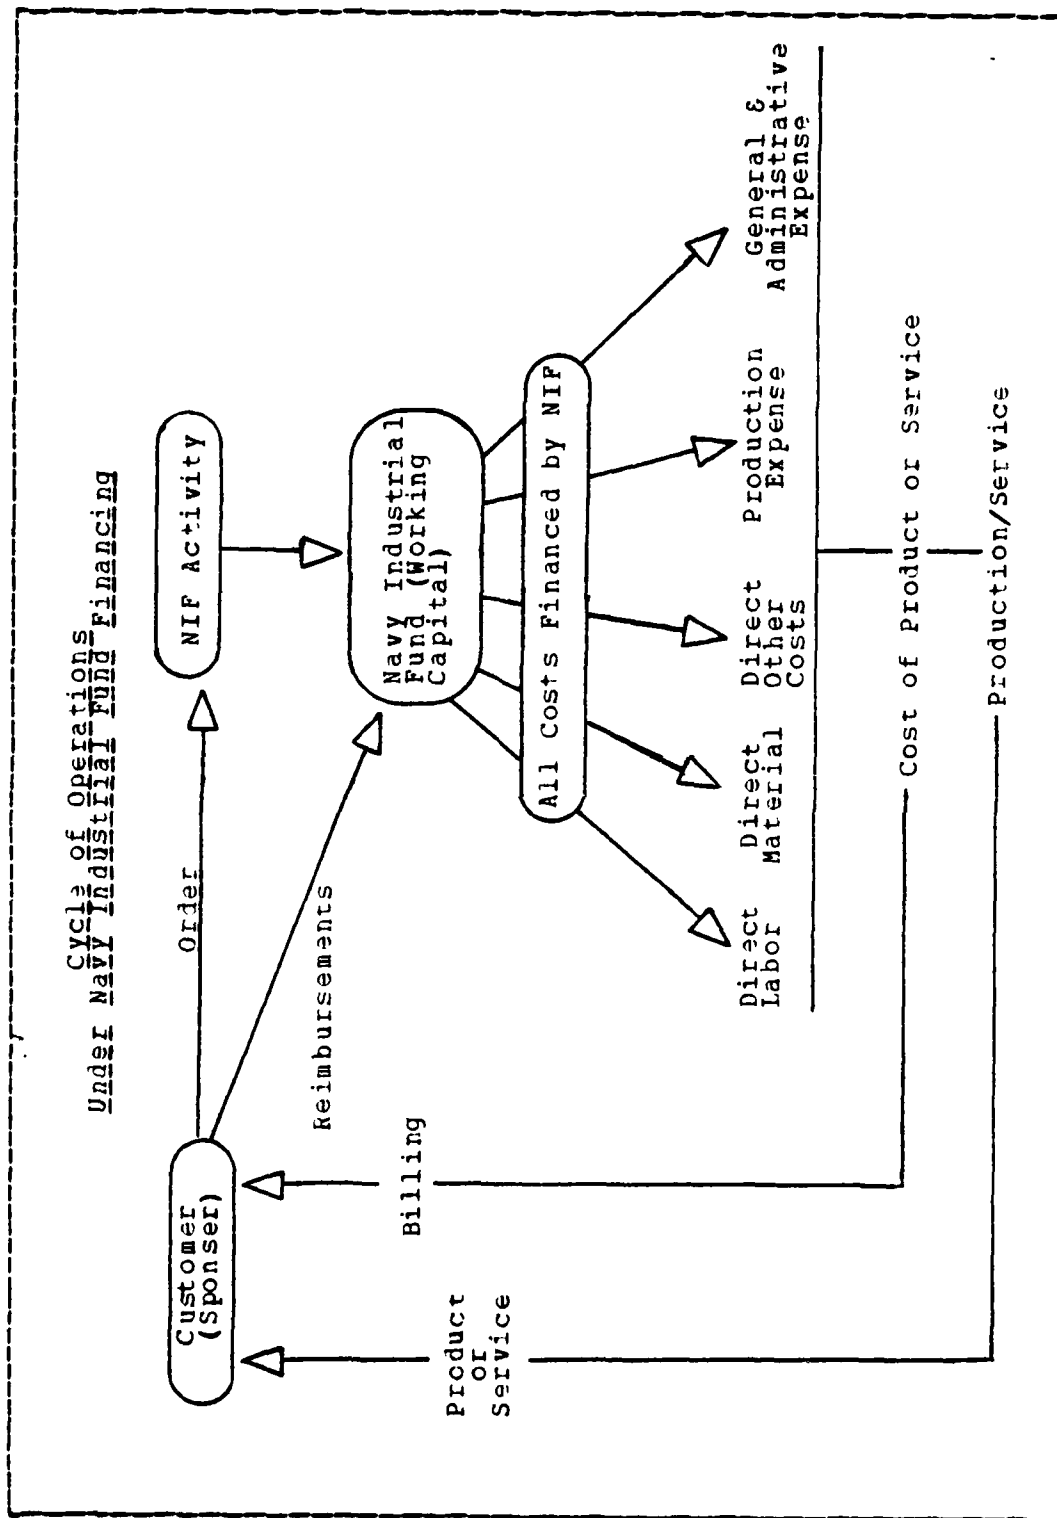 Cycle of Operations
Under Navy Industrial Fund Financing
Customer
(Sponser)
Order
NIF Activity
Reimbursements
Navy Industrial
Fund (Working
Capital)
All Costs Financed by NIF
Billing
Product
or
Service
Direct
Labor
Direct
Material
Direct
Other
Costs
Production
Expense
General &
Administrative
Expense
Cost of Product or Service
Production/Service